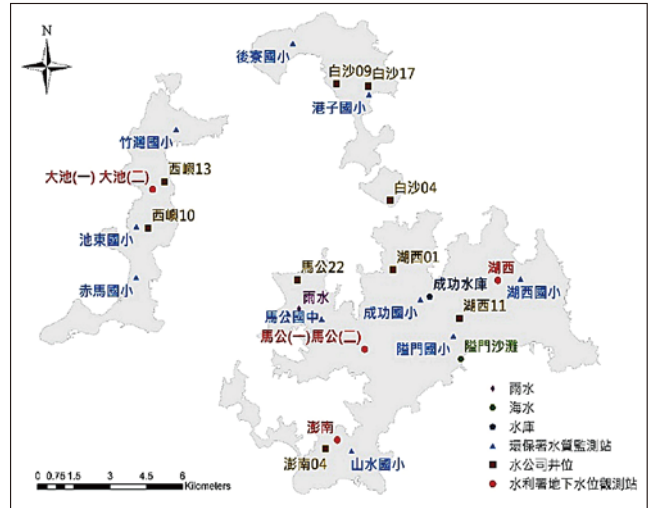 N
後寮國小
白沙09 白沙17
港子國小
竹灣國小
大池(一) 大池(二)
西嶼13
白沙04
池東國小
西嶼10
赤馬國小
馬公22
雨水
馬公國中
馬公(一)馬公(二)
湖西01
成功水庫
成功國小
湖西
湖西國小
湖西11
隘門國小
隘門沙灘
澎南
澎南04
山水國小
雨水
海水
水庫
環保署水質監測站
水公司井位
水利署地下水位觀測站
0 0.75 1.5 3 4.5 6
Kilometers